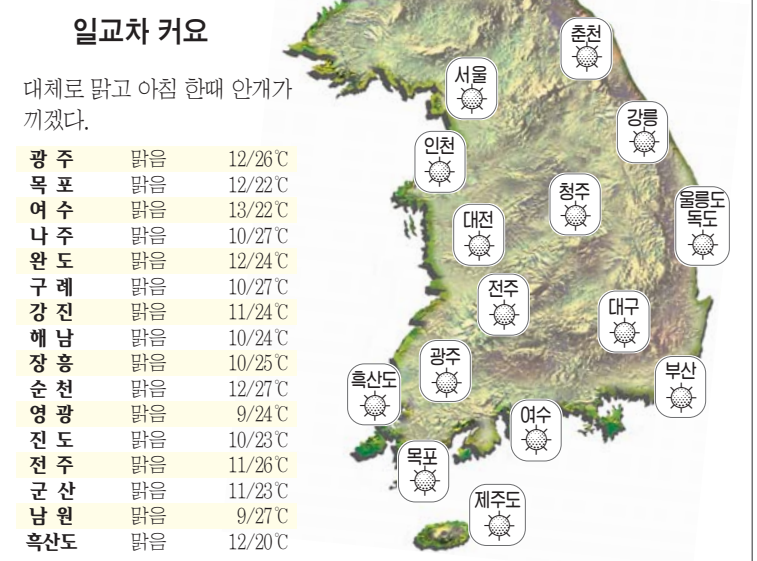 일교차 커요
대체로 맑고 아침 한때 안개가
끼겠다.
광 주 맑음 12/26℃
목 포 맑음 12/22℃
여 수 맑음 13/22℃
나 주 맑음 10/27℃
완 도 맑음 12/24℃
구 례 맑음 10/27℃
강 진 맑음 11/24℃
해 남 맑음 10/24℃
장 흥 맑음 10/25℃
순 천 맑음 12/27℃
영 광 맑음 9/24℃
진 도 맑음 10/23℃
전 주 맑음 11/26℃
군 산 맑음 11/23℃
남 원 맑음 9/27℃
흑산도 맑음 12/20℃
춘천
서울
강릉
인천
청주
울릉도
독도
대전
전주
대구
광주
부산
흑산도
여수
목포
제주도